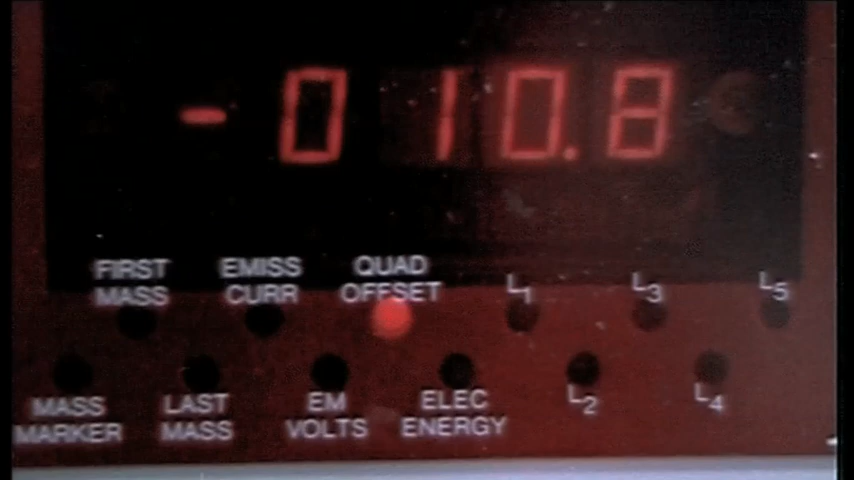 -010.8
FIRST MASS
EMISS CURR
QUAD OFFSET
L1
L3
L5
MASS MARKER
LAST MASS
EM VOLTS
ELEC ENERGY
L2
L4